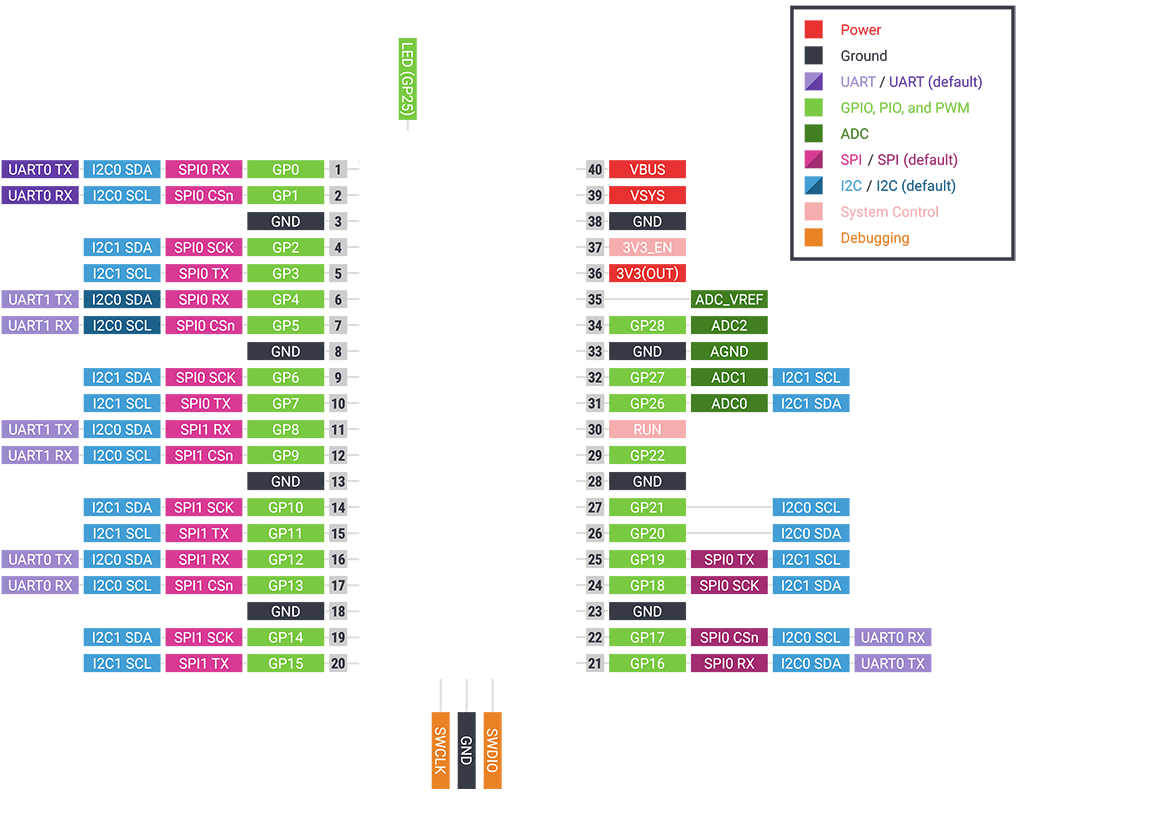 LED (GP25)
Power
Ground
UART / UART (default)
GPIO, PIO, and PWM
ADC
SPI / SPI (default)
I2C / I2C (default)
System Control
Debugging
UART0 TX I2C0 SDA SPI0 RX GP0 1
UART0 RX I2C0 SCL SPI0 CSn GP1 2
GND 3
I2C1 SDA SPI0 SCK GP2 4
I2C1 SCL SPI0 TX GP3 5
UART1 TX I2C0 SDA SPI0 RX GP4 6
UART1 RX I2C0 SCL SPI0 CSn GP5 7
GND 8
I2C1 SDA SPI0 SCK GP6 9
I2C1 SCL SPI0 TX GP7 10
UART1 TX I2C0 SDA SPI1 RX GP8 11
UART1 RX I2C0 SCL SPI1 CSn GP9 12
GND 13
I2C1 SDA SPI1 SCK GP10 14
I2C1 SCL SPI1 TX GP11 15
UART0 TX I2C0 SDA SPI1 RX GP12 16
UART0 RX I2C0 SCL SPI1 CSn GP13 17
GND 18
I2C1 SDA SPI1 SCK GP14 19
I2C1 SCL SPI1 TX GP15 20
40 VBUS
39 VSYS
38 GND
37 3V3_EN
36 3V3(OUT)
35 ADC_VREF
34 GP28 ADC2
33 GND AGND
32 GP27 ADC1 I2C1 SCL
31 GP26 ADC0 I2C1 SDA
30 RUN
29 GP22
28 GND
27 GP21 I2C0 SCL
26 GP20 I2C0 SDA
25 GP19 SPI0 TX I2C1 SCL
24 GP18 SPI0 SCK I2C1 SDA
23 GND
22 GP17 SPI0 CSn I2C0 SCL UART0 RX
21 GP16 SPI0 RX I2C0 SDA UART0 TX
SWCLK
GND
SWDIO